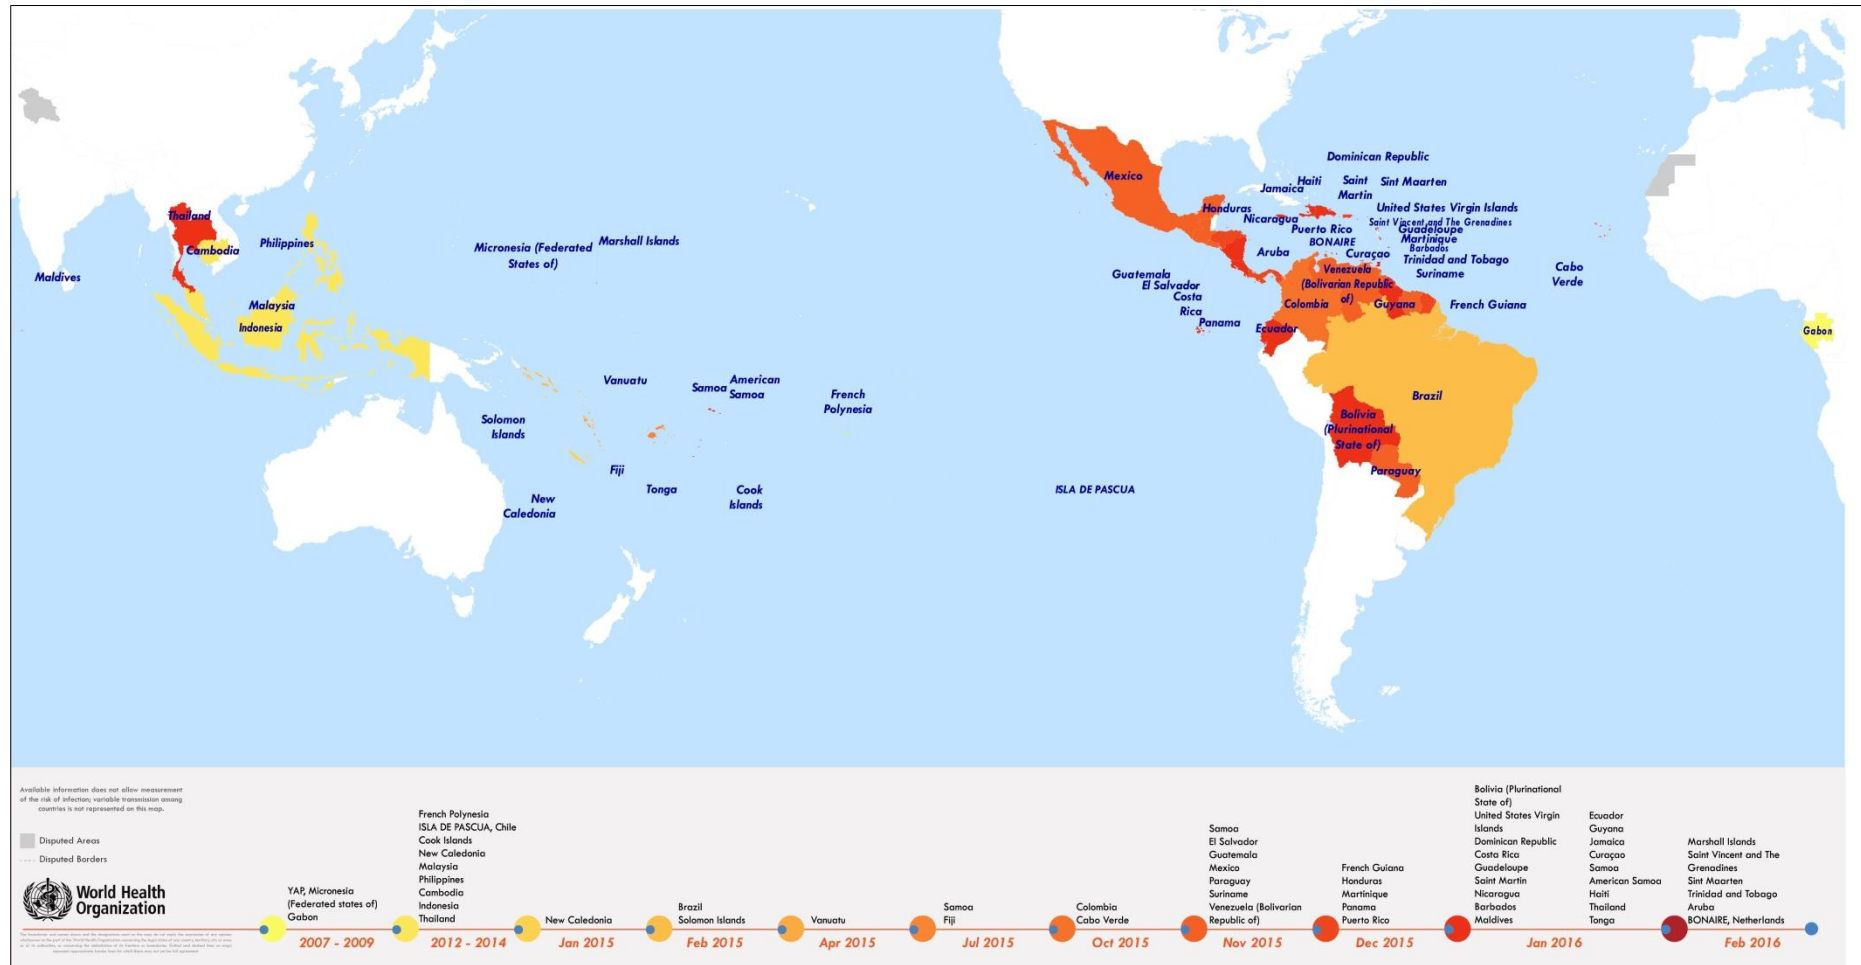 Dominican Republic
Mexico
Haiti
Saint
Martin
Sint Maarten
Jamaica
Thailand
Honduras
United States Virgin Islands
Nicaragua
Saint Vincent and The Grenadines
Puerto Rico
Guadeloupe
Cambodia
Philippines
Micronesia (Federated
States of)
Marshall Islands
BONAIRE
Martinique
Barbados
Aruba
Curaçao
Trinidad and Tobago
Maldives
Guatemala
Venezuela
(Bolivarian Republic
of)
Suriname
Cabo
Verde
El Salvador
Costa
Rica
Malaysia
Colombia
Guyana
French Guiana
Indonesia
Panama
Ecuador
Gabon
Vanuatu
Samoa
American
Samoa
French
Polynesia
Brazil
Solomon
Islands
Bolivia
(Plurinational
State of)
Fiji
Paraguay
New
Caledonia
Tonga
Cook
Islands
ISLA DE PASCUA
Available information does not allow measurement
of the risk of infection; variable transmission among
countries is not represented on this map.
Disputed Areas
Disputed Borders
World Health
Organization
YAP, Micronesia
(Federated states of)
Gabon
2007 - 2009
French Polynesia
ISLA DE PASCUA, Chile
Cook Islands
New Caledonia
Malaysia
Philippines
Cambodia
Indonesia
Thailand
2012 - 2014
New Caledonia
Jan 2015
Brazil
Solomon Islands
Feb 2015
Vanuatu
Apr 2015
Samoa
Fiji
Jul 2015
Colombia
Cabo Verde
Oct 2015
Samoa
El Salvador
Guatemala
Mexico
Paraguay
Suriname
Venezuela (Bolivarian
Republic of)
Nov 2015
French Guiana
Honduras
Martinique
Panama
Puerto Rico
Dec 2015
Bolivia (Plurinational
State of)
United States Virgin
Islands
Dominican Republic
Costa Rica
Guadeloupe
Saint Martin
Nicaragua
Barbados
Maldives
Ecuador
Guyana
Jamaica
Curaçao
Samoa
American Samoa
Haiti
Thailand
Tonga
Jan 2016
Marshall Islands
Saint Vincent and The
Grenadines
Sint Maarten
Trinidad and Tobago
Aruba
BONAIRE, Netherlands
Feb 2016